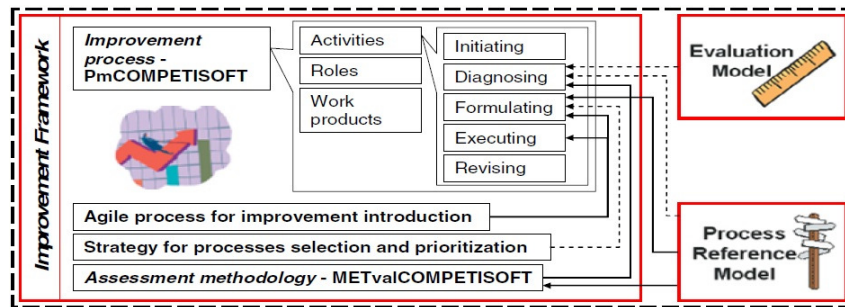 Improvement Framework
Improvement
process -
PmCOMPETISOFT
Activities
Roles
Work
products
Initiating
Diagnosing
Formulating
Executing
Revising
Agile process for improvement introduction
Strategy for processes selection and prioritization
Assessment methodology - METvalCOMPETISOFT
Evaluation
Model
Process
Reference
Model